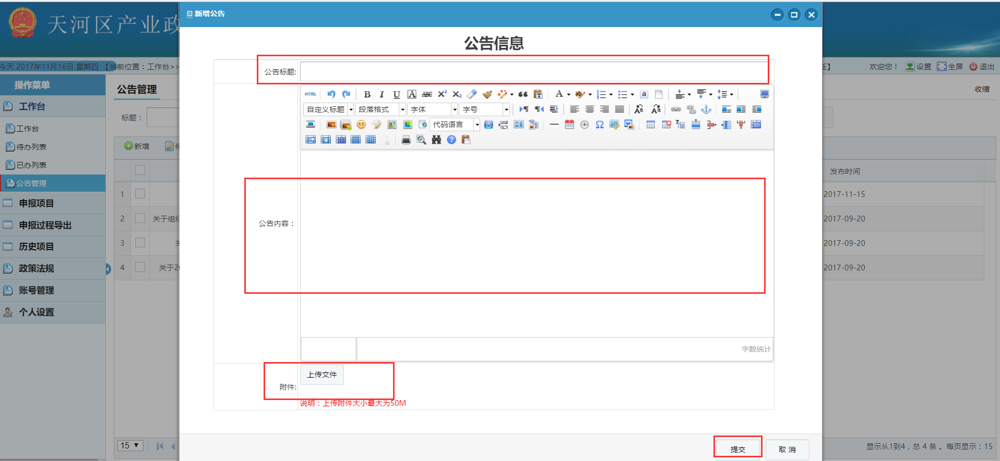 新增公告
天河区产业政
公告信息
今天 2017年11月16日 星期四 【当前位置：工作台>>
任】
欢迎您！ 设置 全屏 退出
操作菜单
工作台
工作台
待办列表
已办列表
公告管理
申报项目
申报过程导出
历史项目
政策法规
账号管理
个人设置
公告管理
收缩
标题：
新增
发布时间
1
2017-11-15
2 关于组织
2017-09-20
3 关
2017-09-20
4 关于20
2017-09-20
15
显示从1到4，总 4 条 。每页显示：15
公告标题:
HTML B I U A ABC X² X₂
自定义标题 段落格式 字体 字号
代码语言
公告内容：
字数统计
上传文件
附件:
说明：上传附件大小最大为50M
提交 取 消